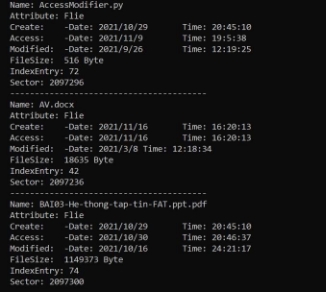 Name: AccessModifier.py
Attribute: Flie
Create: -Date: 2021/10/29 Time: 20:45:10
Access: -Date: 2021/11/9 Time: 19:5:38
Modified: -Date: 2021/9/26 Time: 12:19:25
FileSize: 516 Byte
IndexEntry: 72
Sector: 2097296
----------------------------------------
Name: AV.docx
Attribute: Flie
Create: -Date: 2021/11/16 Time: 16:20:13
Access: -Date: 2021/11/16 Time: 16:20:13
Modified: -Date: 2021/3/8 Time: 12:18:34
FileSize: 18635 Byte
IndexEntry: 42
Sector: 2097236
----------------------------------------
Name: BAI03-He-thong-tap-tin-FAT.ppt.pdf
Attribute: Flie
Create: -Date: 2021/10/29 Time: 20:45:10
Access: -Date: 2021/10/30 Time: 20:46:37
Modified: -Date: 2021/10/16 Time: 24:21:17
FileSize: 1149373 Byte
IndexEntry: 74
Sector: 2097300